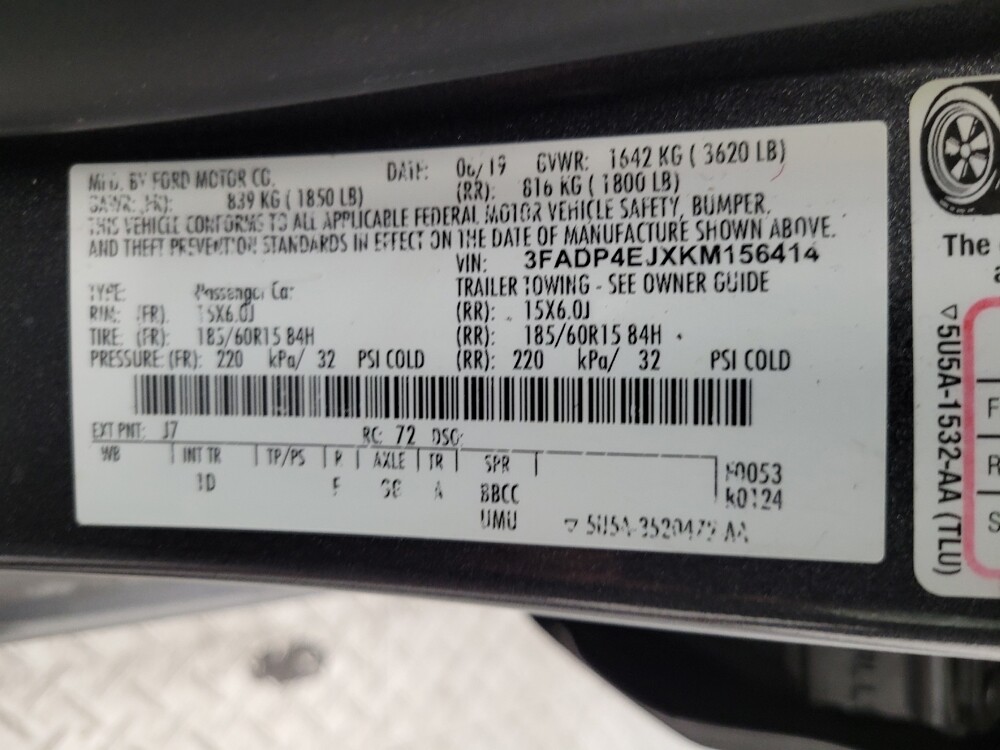 MFD. BY FORD MOTOR CO. DATE: 06/19 GVWR: 1642 KG ( 3620 LB)
GAWR: (FR): 839 KG ( 1850 LB) (RR): 816 KG ( 1800 LB)
THIS VEHICLE CONFORMS TO ALL APPLICABLE FEDERAL MOTOR VEHICLE SAFETY, BUMPER,
AND THEFT PREVENTION STANDARDS IN EFFECT ON THE DATE OF MANUFACTURE SHOWN ABOVE.
VIN: 3FADP4EJXKM156414
TYPE: Passenger Car TRAILER TOWING - SEE OWNER GUIDE
RIM: (FR). 15X6.0J (RR): 15X6.0J
TIRE: (FR): 185/60R15 84H (RR): 185/60R15 84H
PRESSURE: (FR): 220 kPa/ 32 PSI COLD (RR): 220 kPa/ 32 PSI COLD
EXT PNT: J7 RC: 72 DSO:
WB INT TR TP/PS R AXLE TR SPR
F0053
1D A BBCC
UMU
The
▽5U5A-1532-AA (TLU)
F
R
S